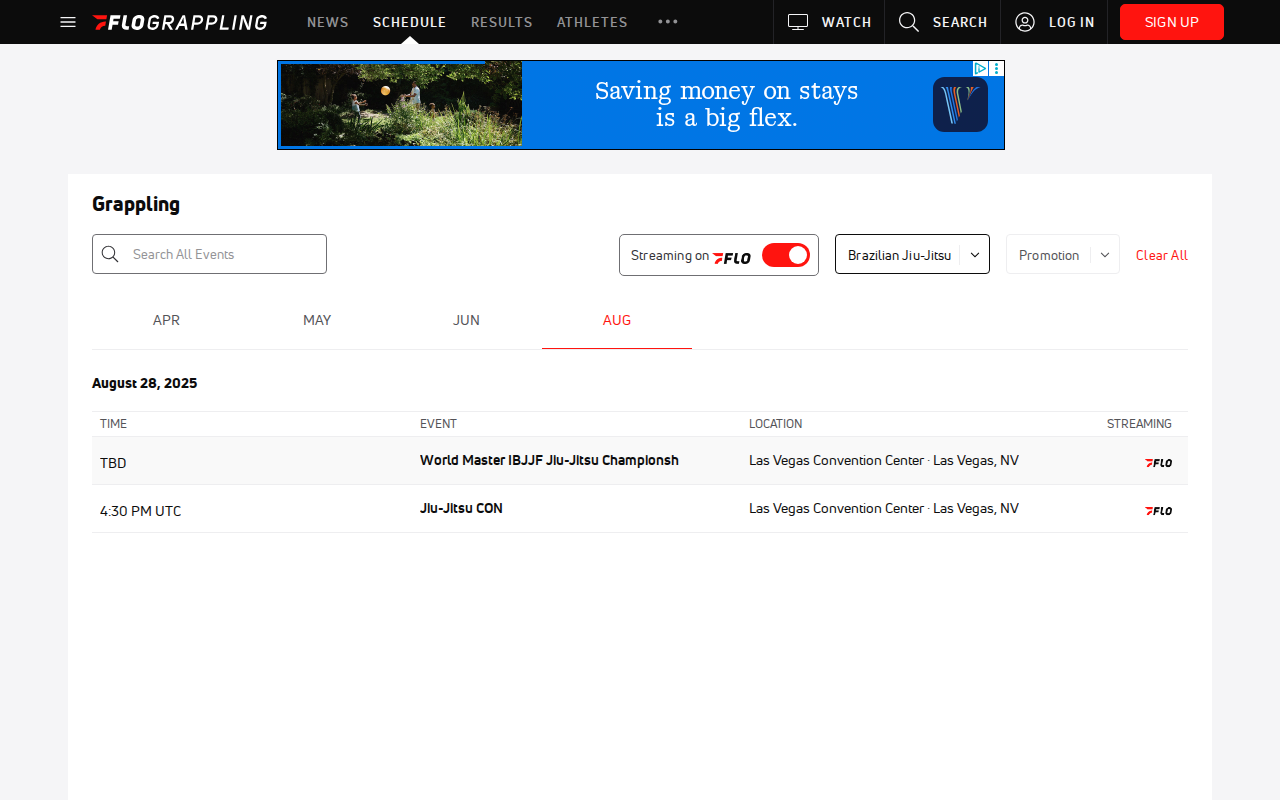 FLOGRAPPLING NEWS SCHEDULE RESULTS ATHLETES WATCH SEARCH LOG IN SIGN UP
Saving money on stays
is a big flex.
Grappling
Search All Events
Streaming on FLO
Brazilian Jiu-Jitsu
Promotion
Clear All
APR MAY JUN AUG
August 28, 2025
TIME EVENT LOCATION STREAMING
TBD World Master IBJJF Jiu-Jitsu Championsh Las Vegas Convention Center · Las Vegas, NV FLO
4:30 PM UTC Jiu-Jitsu CON Las Vegas Convention Center · Las Vegas, NV FLO